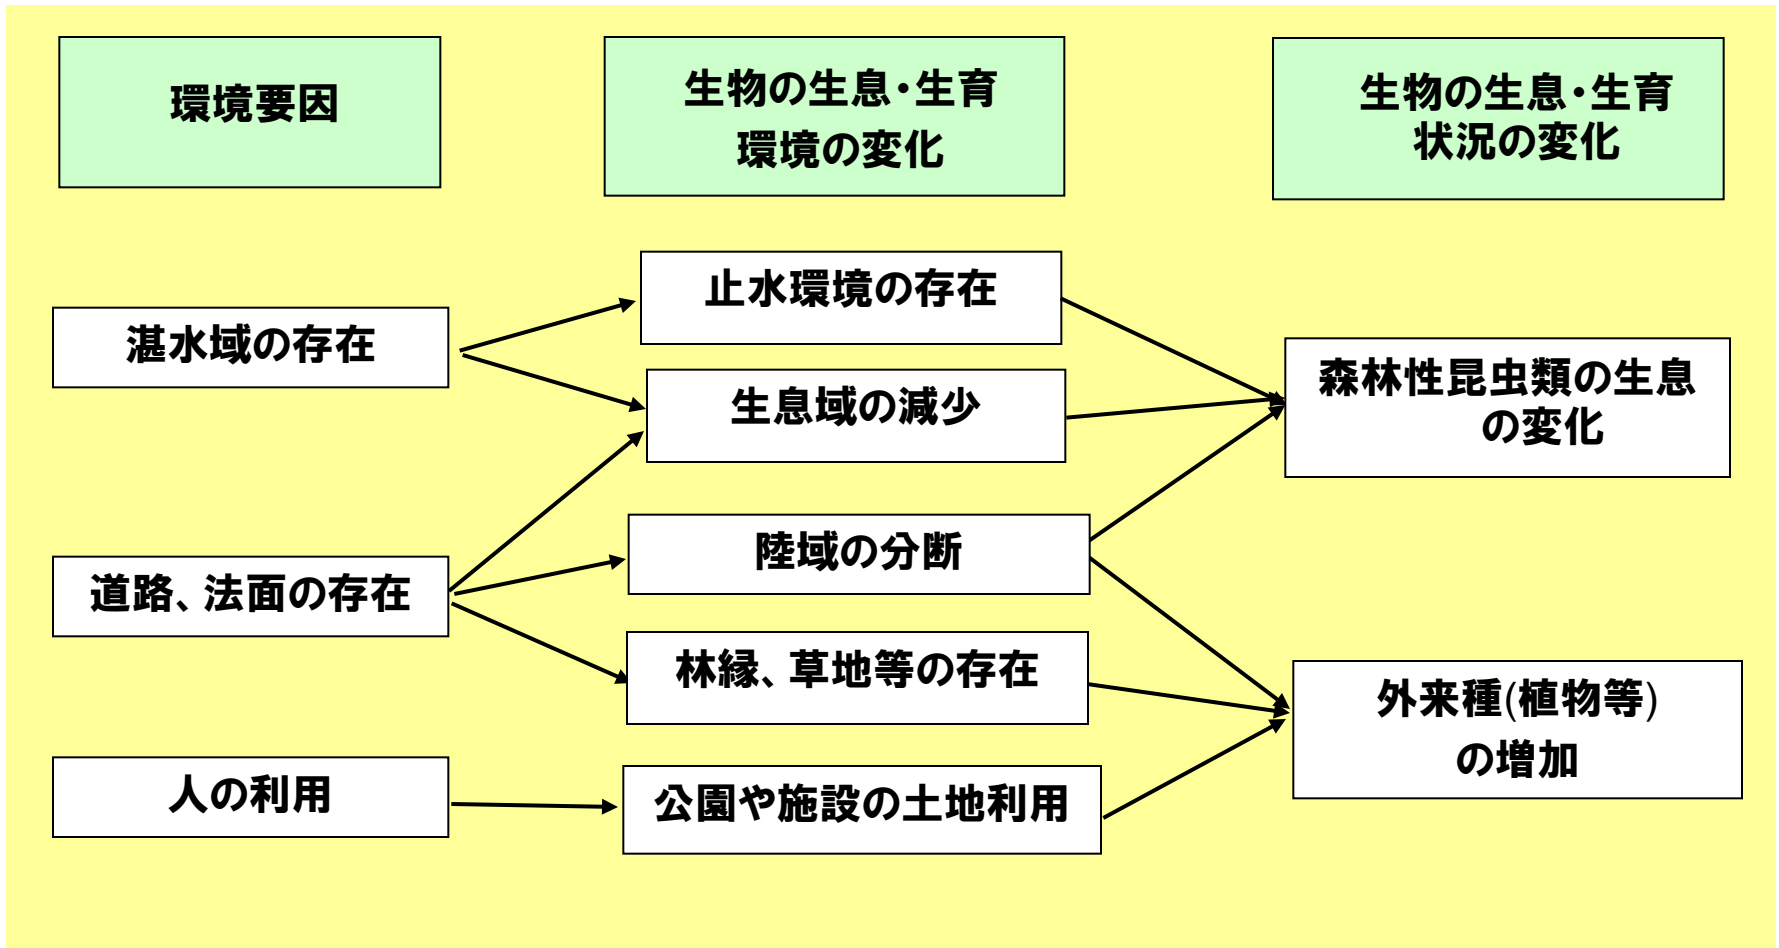 環境要因
生物の生息・生育
環境の変化
生物の生息・生育
状況の変化
湛水域の存在
道路、法面の存在
人の利用
止水環境の存在
生息域の減少
陸域の分断
林縁、草地等の存在
公園や施設の土地利用
森林性昆虫類の生息
の変化
外来種(植物等)
の増加